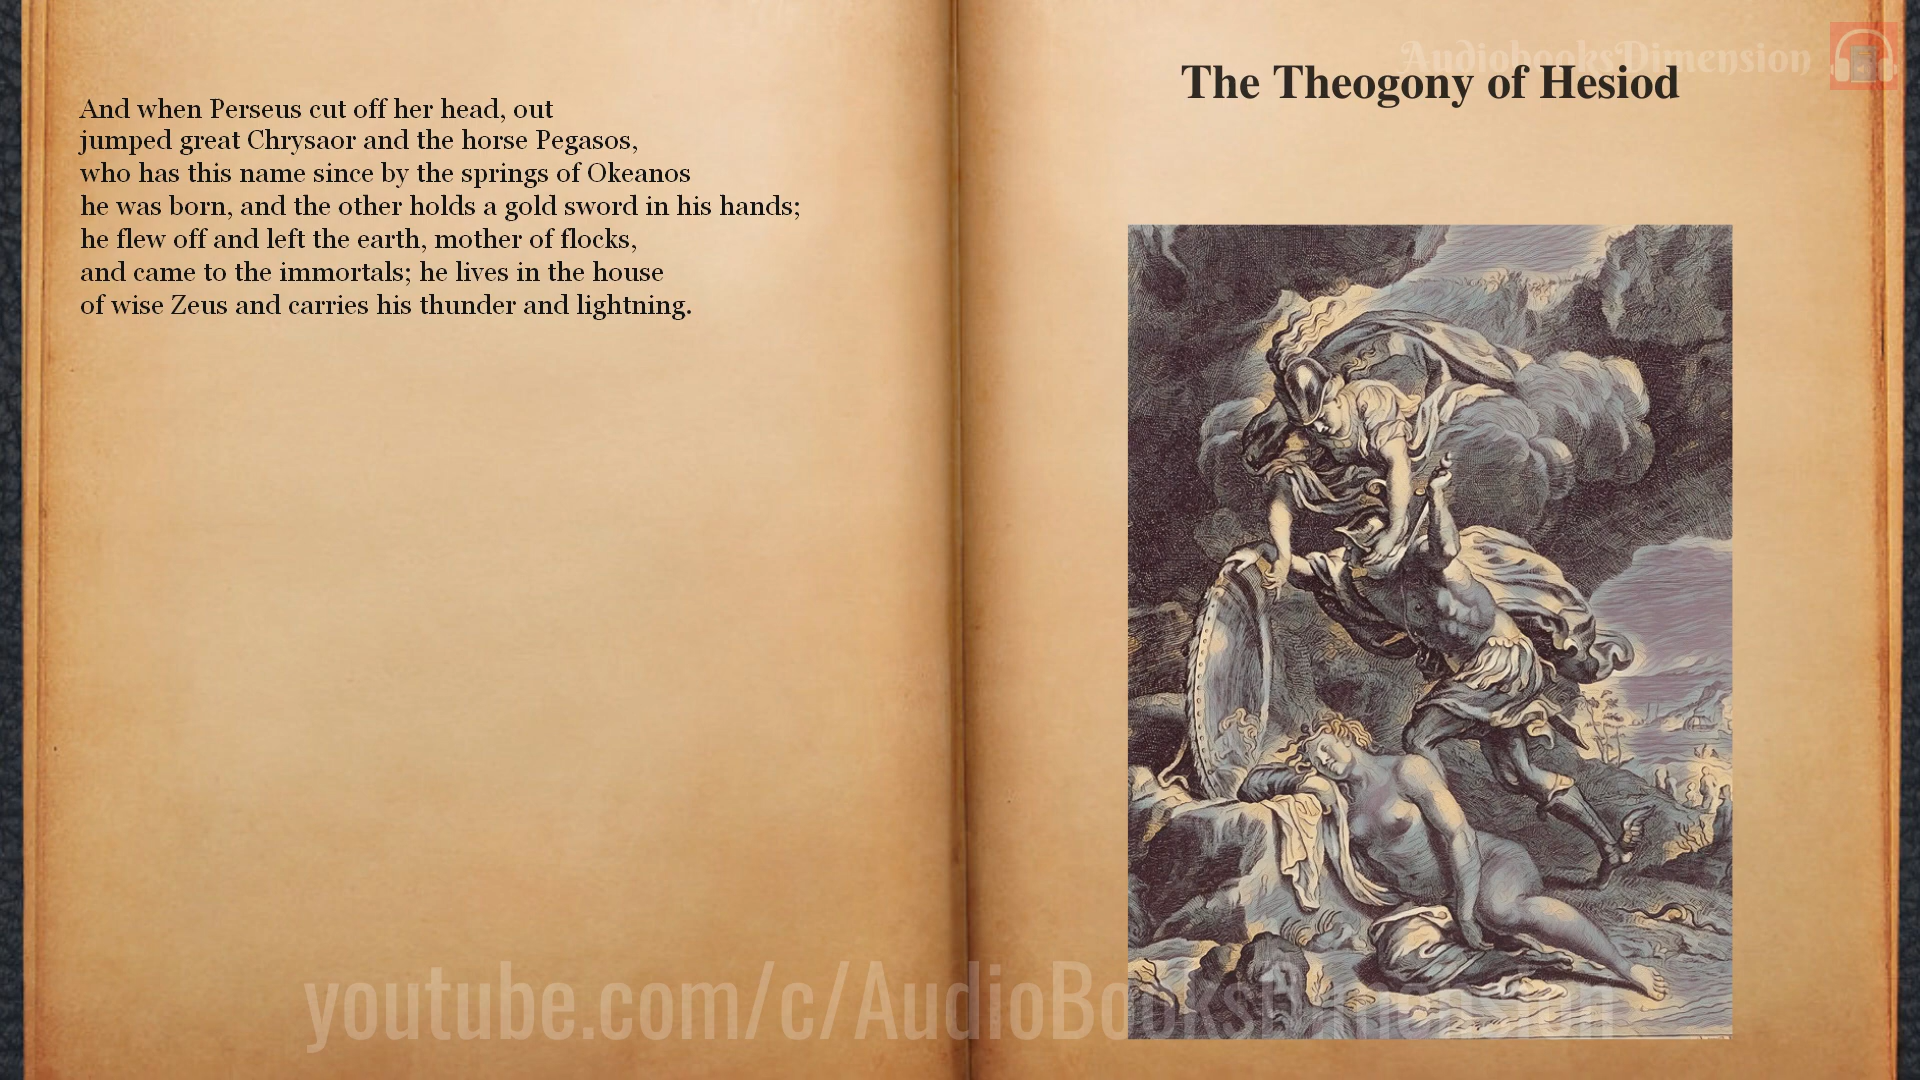 And when Perseus cut off her head, out
jumped great Chrysaor and the horse Pegasos,
who has this name since by the springs of Okeanos
he was born, and the other holds a gold sword in his hands;
he flew off and left the earth, mother of flocks,
and came to the immortals; he lives in the house
of wise Zeus and carries his thunder and lightning.
AudiobooksDimension
The Theogony of Hesiod
youtube.com/c/AudioBooksDimension